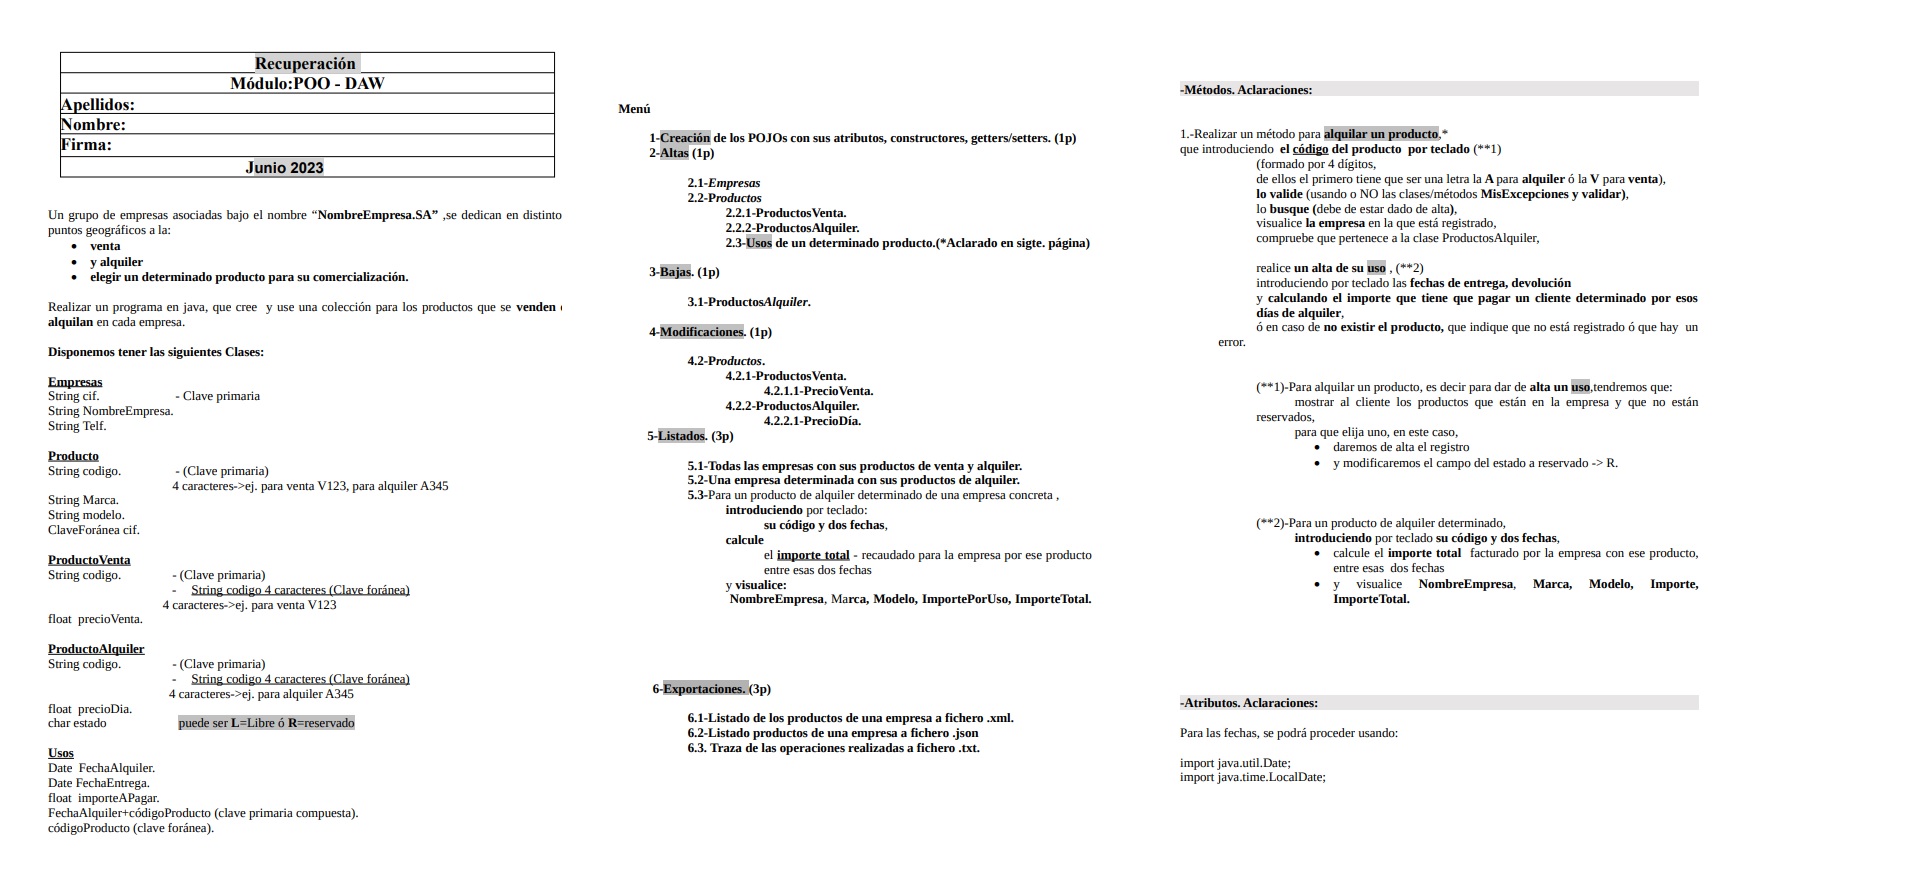 Recuperación
Módulo:POO - DAW
Apellidos:
Nombre:
Firma:
Junio 2023
Un grupo de empresas asociadas bajo el nombre “NombreEmpresa.SA” ,se dedican en distinto
puntos geográficos a la:
• venta
• y alquiler
• elegir un determinado producto para su comercialización.
Realizar un programa en java, que cree y use una colección para los productos que se venden
alquilan en cada empresa.
Disponemos tener las siguientes Clases:
Empresas
String cif. - Clave primaria
String NombreEmpresa.
String Telf.
Producto
String codigo. - (Clave primaria)
4 caracteres->ej. para venta V123, para alquiler A345
String Marca.
String modelo.
ClaveForánea cif.
ProductoVenta
String codigo. - (Clave primaria)
- String codigo 4 caracteres (Clave foránea)
4 caracteres->ej. para venta V123
float precioVenta.
ProductoAlquiler
String codigo. - (Clave primaria)
- String codigo 4 caracteres (Clave foránea)
4 caracteres->ej. para alquiler A345
float precioDia.
char estado puede ser L=Libre ó R=reservado
Usos
Date FechaAlquiler.
Date FechaEntrega.
float importeAPagar.
FechaAlquiler+códigoProducto (clave primaria compuesta).
códigoProducto (clave foránea).
Menú
1-Creación de los POJOs con sus atributos, constructores, getters/setters. (1p)
2-Altas (1p)
2.1-Empresas
2.2-Productos
2.2.1-ProductosVenta.
2.2.2-ProductosAlquiler.
2.3-Usos de un determinado producto.(*Aclarado en sigte. página)
3-Bajas. (1p)
3.1-ProductosAlquiler.
4-Modificaciones. (1p)
4.2-Productos.
4.2.1-ProductosVenta.
4.2.1.1-PrecioVenta.
4.2.2-ProductosAlquiler.
4.2.2.1-PrecioDía.
5-Listados. (3p)
5.1-Todas las empresas con sus productos de venta y alquiler.
5.2-Una empresa determinada con sus productos de alquiler.
5.3-Para un producto de alquiler determinado de una empresa concreta ,
introduciendo por teclado:
su código y dos fechas,
calcule
el importe total - recaudado para la empresa por ese producto
entre esas dos fechas
y visualice:
NombreEmpresa, Marca, Modelo, ImportePorUso, ImporteTotal.
6-Exportaciones. (3p)
6.1-Listado de los productos de una empresa a fichero .xml.
6.2-Listado productos de una empresa a fichero .json
6.3. Traza de las operaciones realizadas a fichero .txt.
-Métodos. Aclaraciones:
1.-Realizar un método para alquilar un producto,*
que introduciendo el código del producto por teclado (**1)
(formado por 4 dígitos,
de ellos el primero tiene que ser una letra la A para alquiler ó la V para venta),
lo valide (usando o NO las clases/métodos MisExcepciones y validar),
lo busque (debe de estar dado de alta),
visualice la empresa en la que está registrado,
compruebe que pertenece a la clase ProductosAlquiler,
realice un alta de su uso , (**2)
introduciendo por teclado las fechas de entrega, devolución
y calculando el importe que tiene que pagar un cliente determinado por esos
días de alquiler,
ó en caso de no existir el producto, que indique que no está registrado ó que hay un
error.
(**1)-Para alquilar un producto, es decir para dar de alta un uso,tendremos que:
mostrar al cliente los productos que están en la empresa y que no están
reservados,
para que elija uno, en este caso,
• daremos de alta el registro
• y modificaremos el campo del estado a reservado -> R.
(**2)-Para un producto de alquiler determinado,
introduciendo por teclado su código y dos fechas,
• calcule el importe total facturado por la empresa con ese producto,
entre esas dos fechas
• y visualice NombreEmpresa, Marca, Modelo, Importe,
ImporteTotal.
-Atributos. Aclaraciones:
Para las fechas, se podrá proceder usando:
import java.util.Date;
import java.time.LocalDate;